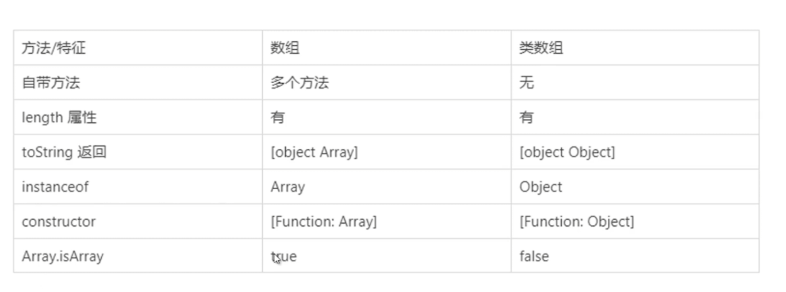 方法/特征 数组 类数组
自带方法 多个方法 无
length 属性 有 有
toString 返回 [object Array] [object Object]
instanceof Array Object
constructor [Function: Array] [Function: Object]
Array.isArray true false